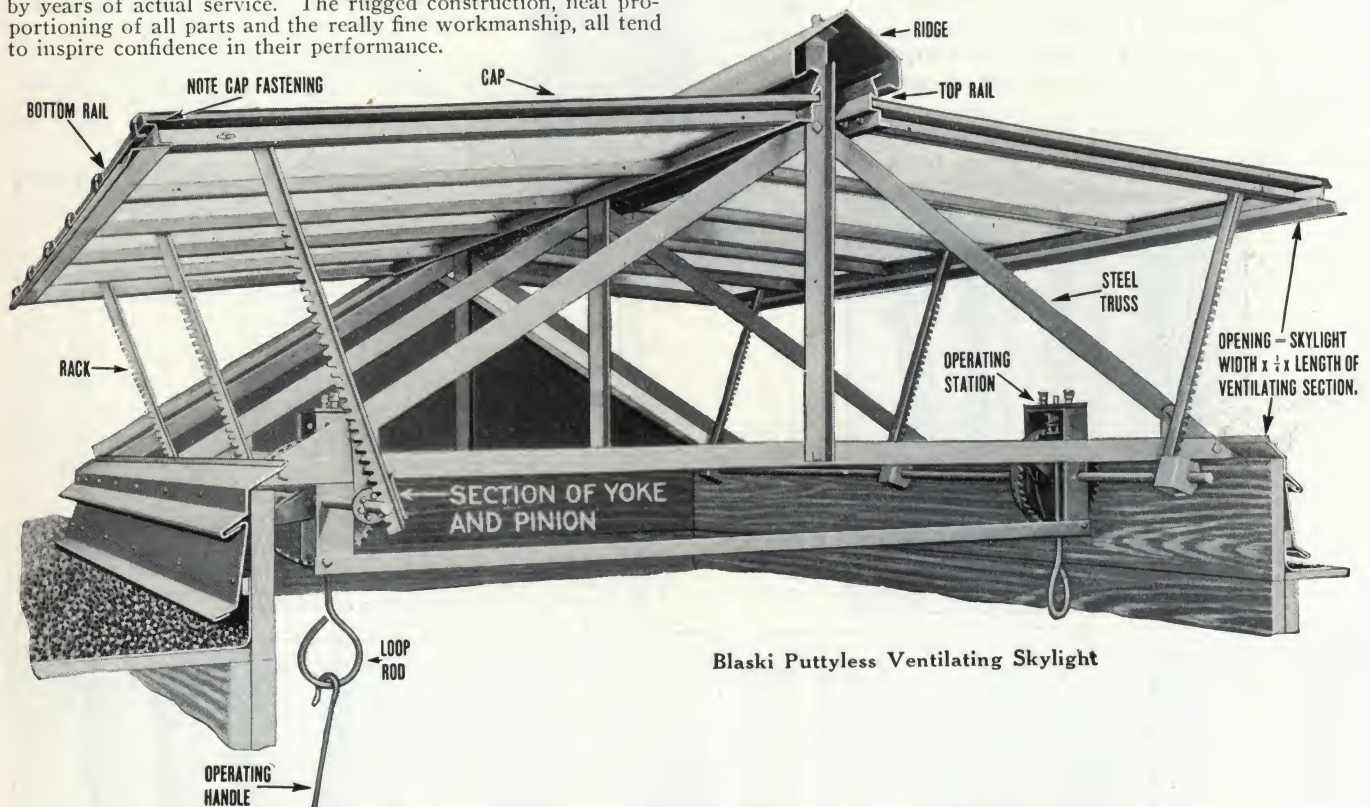 by years of actual service. The rugged construction, neat pro-
portioning of all parts and the really fine workmanship, all tend
to inspire confidence in their performance.
RIDGE
NOTE CAP FASTENING
CAP
BOTTOM RAIL
TOP RAIL
STEEL
TRUSS
RACK
OPERATING
STATION
OPENING = SKYLIGHT
WIDTH x ¼ x LENGTH OF
VENTILATING SECTION.
SECTION OF YOKE
AND PINION
LOOP
ROD
Blaski Puttyless Ventilating Skylight
OPERATING
HANDLE